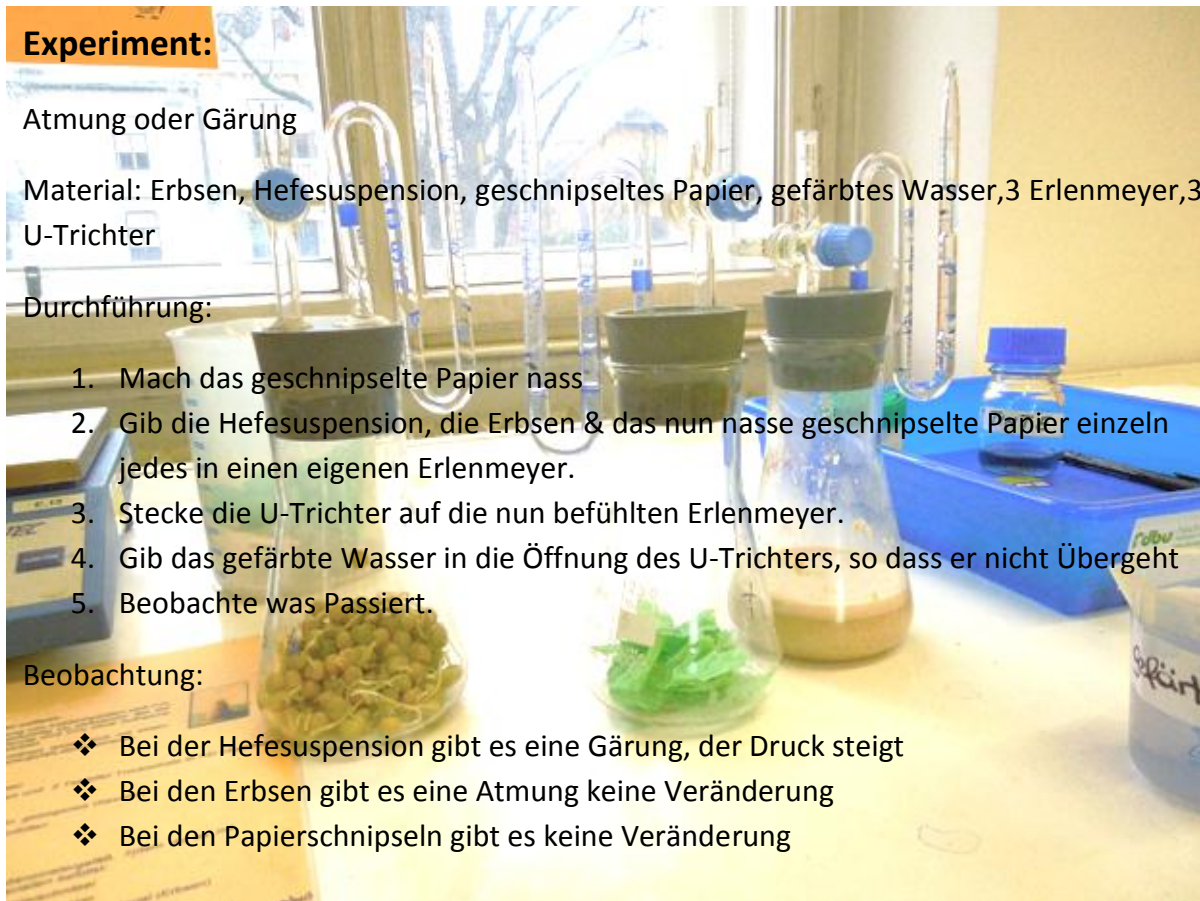 Experiment:
Atmung oder Gärung
Material: Erbsen, Hefesuspension, geschnipseltes Papier, gefärbtes Wasser,3 Erlenmeyer,3
U-Trichter
Durchführung:
1. Mach das geschnipselte Papier nass
2. Gib die Hefesuspension, die Erbsen & das nun nasse geschnipselte Papier einzeln
jedes in einen eigenen Erlenmeyer.
3. Stecke die U-Trichter auf die nun befühlten Erlenmeyer.
4. Gib das gefärbte Wasser in die Öffnung des U-Trichters, so dass er nicht Übergeht
5. Beobachte was Passiert.
Beobachtung:
❖ Bei der Hefesuspension gibt es eine Gärung, der Druck steigt
❖ Bei den Erbsen gibt es eine Atmung keine Veränderung
❖ Bei den Papierschnipseln gibt es keine Veränderung